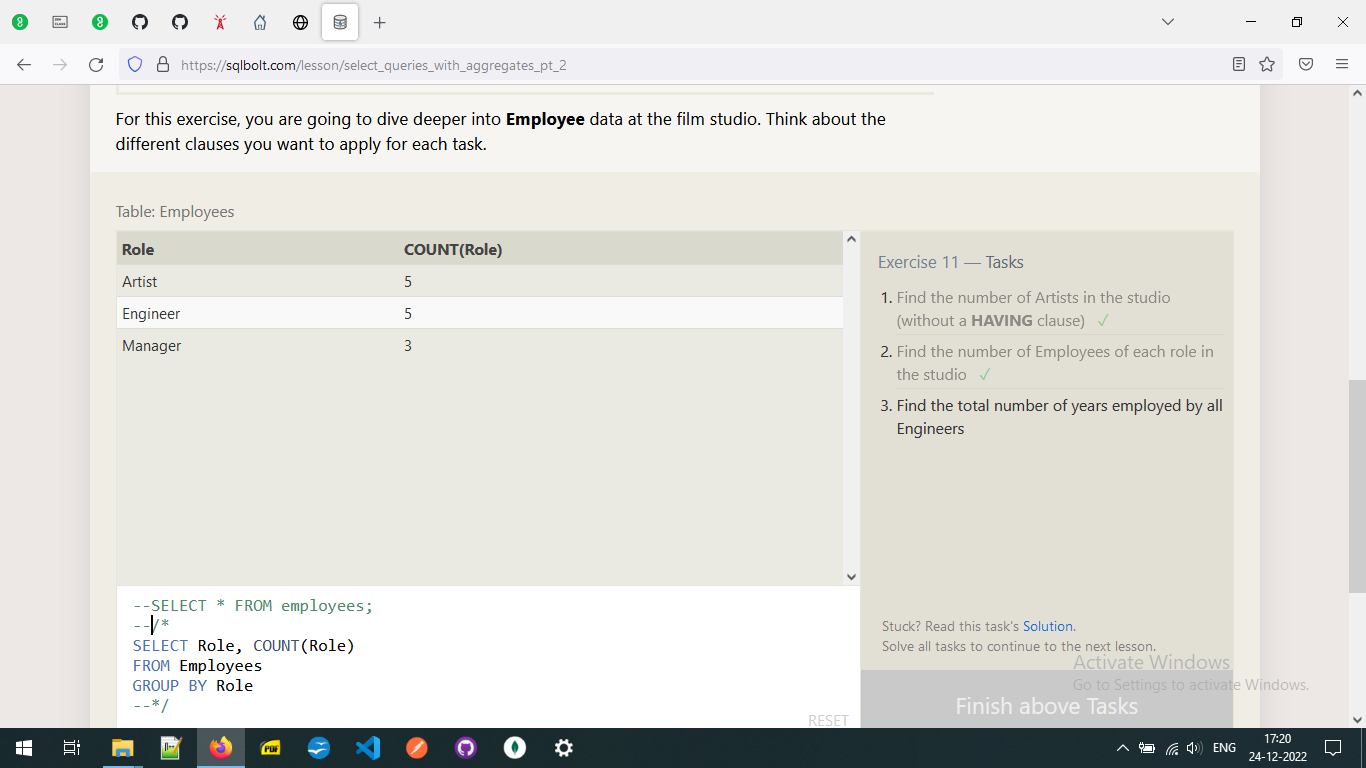 https://sqlbolt.com/lesson/select_queries_with_aggregates_pt_2
For this exercise, you are going to dive deeper into Employee data at the film studio. Think about the
different clauses you want to apply for each task.
Table: Employees
Role COUNT(Role)
Artist 5
Engineer 5
Manager 3
Exercise 11 — Tasks
1. Find the number of Artists in the studio
(without a HAVING clause) ✓
2. Find the number of Employees of each role in
the studio ✓
3. Find the total number of years employed by all
Engineers
--SELECT * FROM employees;
--/*
SELECT Role, COUNT(Role)
FROM Employees
GROUP BY Role
--*/
RESET
Stuck? Read this task's Solution.
Solve all tasks to continue to the next lesson.
Activate Windows
Go to Settings to activate Windows.
Finish above Tasks
PDF
ENG
17:20
24-12-2022